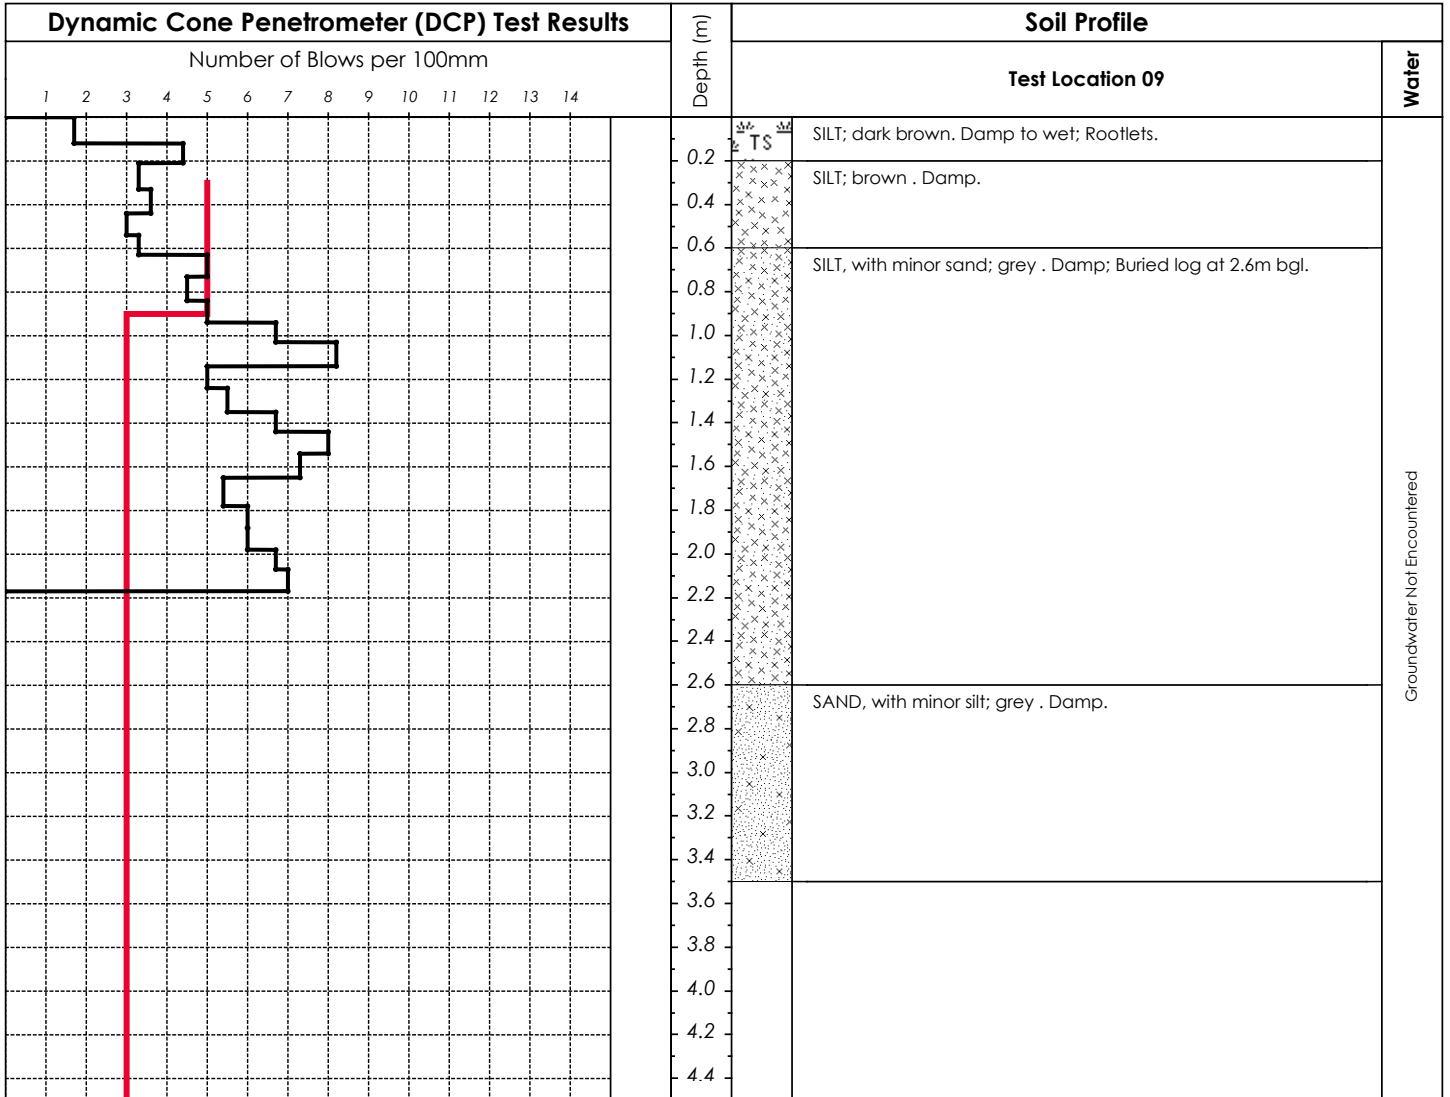 Dynamic Cone Penetrometer (DCP) Test Results
Number of Blows per 100mm
1 2 3 4 5 6 7 8 9 10 11 12 13 14
Depth (m)
Soil Profile
Test Location 09
Water
TS
SILT; dark brown. Damp to wet; Rootlets.
0.2
SILT; brown . Damp.
0.4
0.6
SILT, with minor sand; grey . Damp; Buried log at 2.6m bgl.
0.8
1.0
1.2
1.4
1.6
1.8
2.0
2.2
2.4
2.6
SAND, with minor silt; grey . Damp.
2.8
3.0
3.2
3.4
3.6
3.8
4.0
4.2
4.4
Groundwater Not Encountered